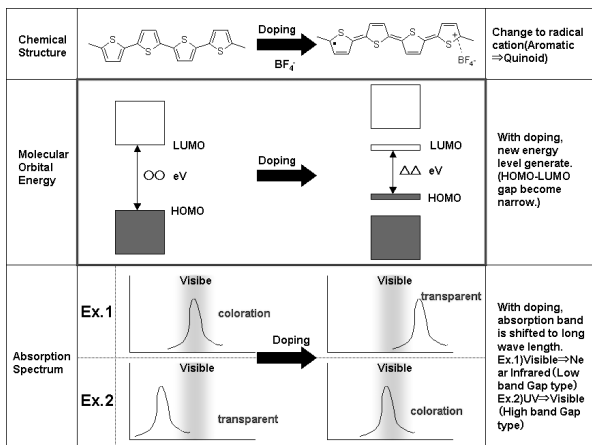 Chemical
Structure
S
S
S
S
Doping
BF₄⁻
S
S
S
S
+
BF₄⁻
Change to radical
cation(Aromatic
⇒Quinoid)
Molecular
Orbital
Energy
LUMO
○○ eV
HOMO
Doping
LUMO
△△ eV
HOMO
With doping,
new energy
level generate.
(HOMO-LUMO
gap become
narrow.)
Absorption
Spectrum
Ex.1
Visibe
coloration
Doping
Visible
transparent
Ex.2
Visible
transparent
Visible
coloration
With doping,
absorption band
is shifted to long
wave length.
Ex.1)Visible⇒Ne
ar Infrared(Low
band Gap type)
Ex.2)UV⇒Visible
(High band Gap
type)